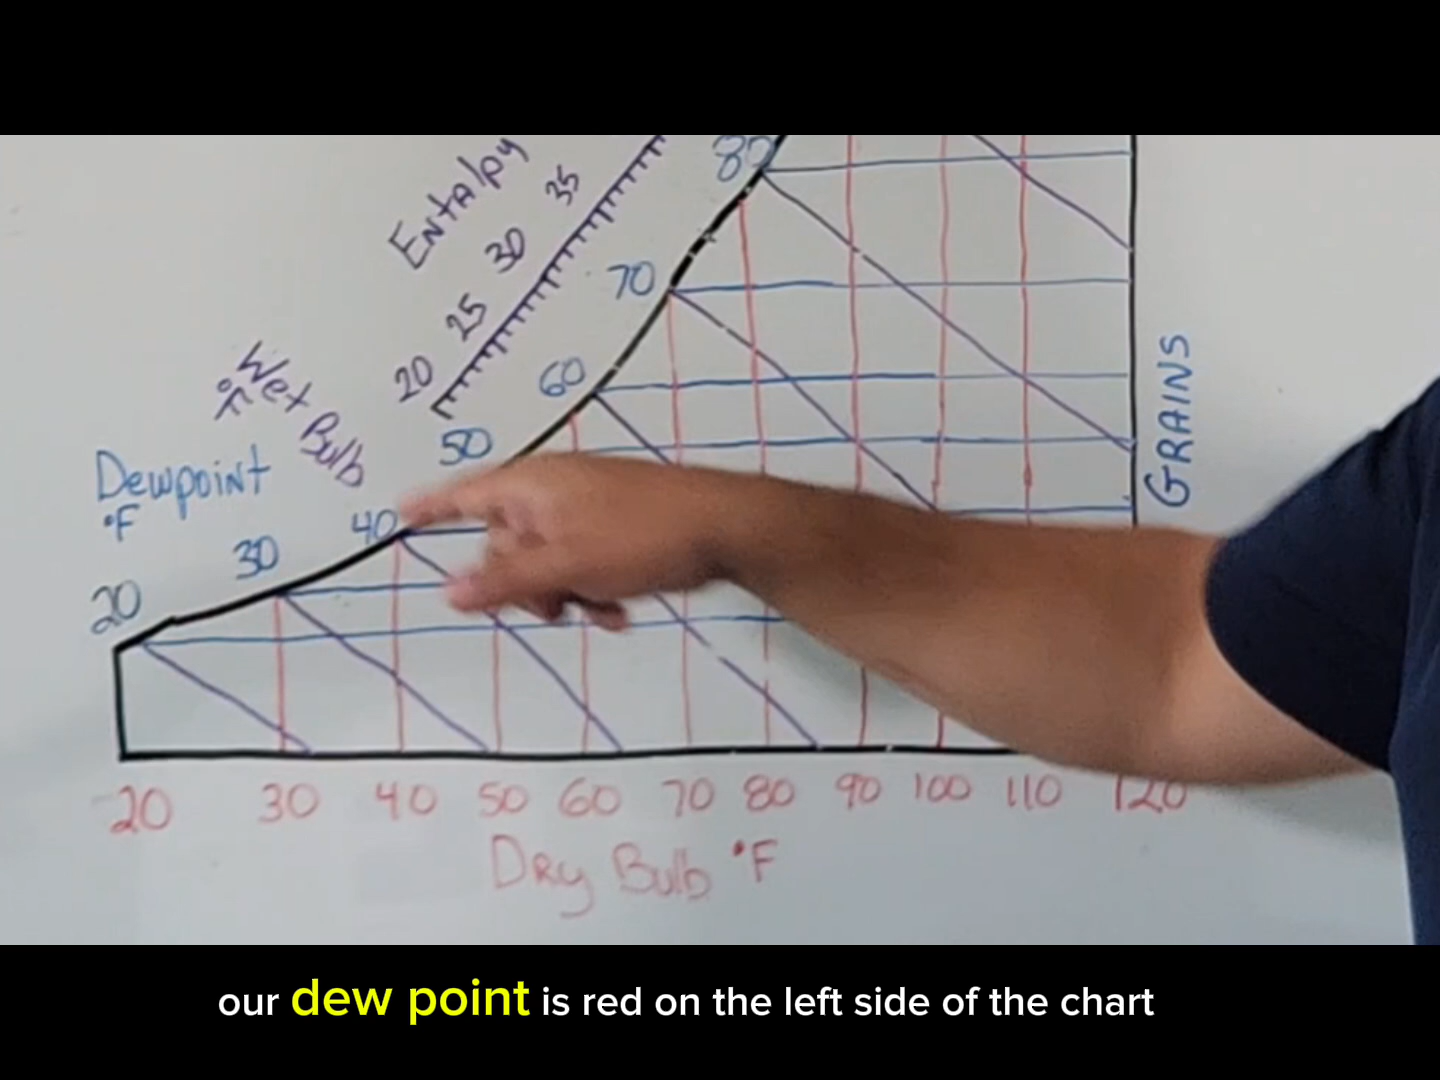 80
Entalpy
35
30
25
20
70
60
50
Wet Bulb
°F
Dewpoint
°F
40
30
20
GRAINS
20 30 40 50 60 70 80 90 100 110 120
Dry Bulb °F
our dew point is red on the left side of the chart